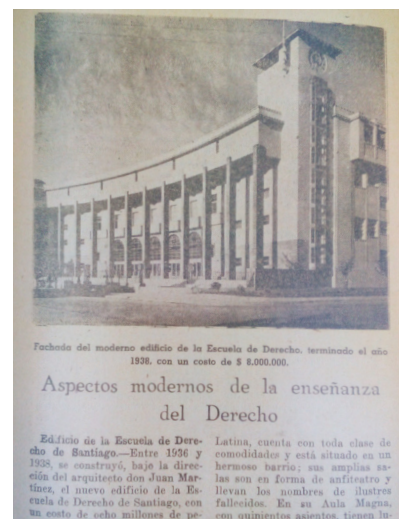 Fachada del moderno edificio de la Escuela de Derecho, terminado el año
1938, con un costo de $ 8.000.000.
Aspectos modernos de la enseñanza
del Derecho
Edificio de la Escuela de Dere-
cho de Santiago.—Entre 1936 y
1938, se construyó, bajo la direc-
ción del arquitecto don Juan Mar-
tínez, el nuevo edificio de la Es-
cuela de Derecho de Santiago, con
un costo de ocho millones de pe-
Latina, cuenta con toda clase de
comodidades y está situado en un
hermoso barrio; sus amplias sa-
las son en forma de anfiteatro y
llevan los nombres de ilustres
fallecidos. En su Aula Magna,
con quinientos asientos, tienen lu-